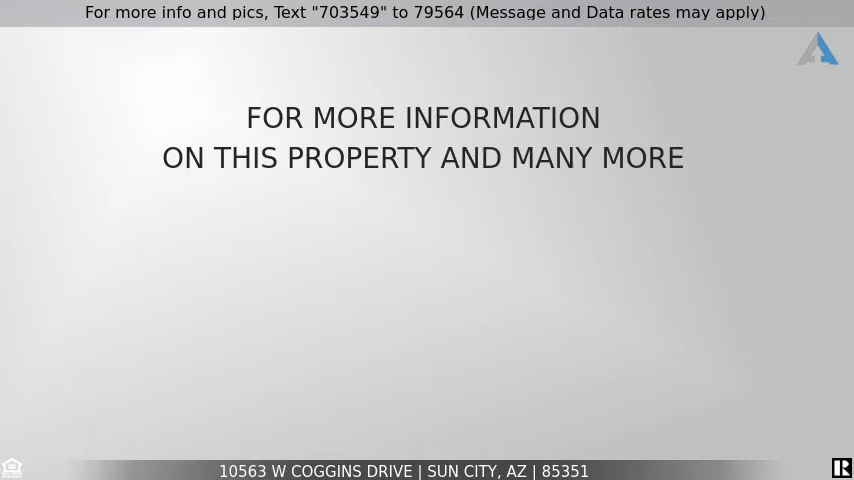 For more info and pics, Text "703549" to 79564 (Message and Data rates may apply)
FOR MORE INFORMATION
ON THIS PROPERTY AND MANY MORE
10563 W COGGINS DRIVE | SUN CITY, AZ | 85351